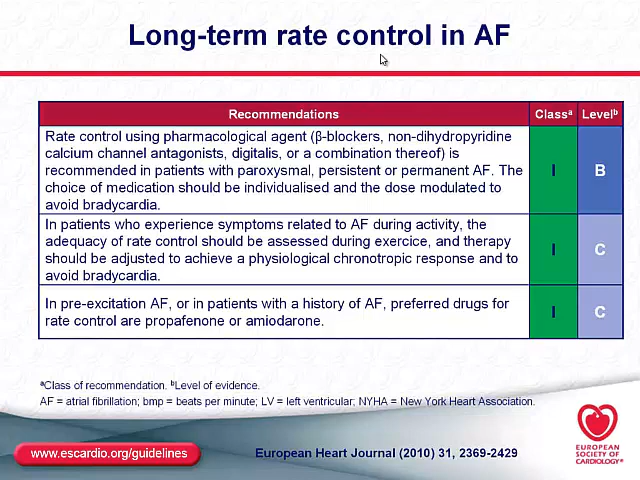 Long-term rate control in AF
Recommendations Classᵃ Levelᵇ
Rate control using pharmacological agent (β-blockers, non-dihydropyridine
calcium channel antagonists, digitalis, or a combination thereof) is
recommended in patients with paroxysmal, persistent or permanent AF. The
choice of medication should be individualised and the dose modulated to
avoid bradycardia.
I B
In patients who experience symptoms related to AF during activity, the
adequacy of rate control should be assessed during exercice, and therapy
should be adjusted to achieve a physiological chronotropic response and to
avoid bradycardia.
I C
In pre-excitation AF, or in patients with a history of AF, preferred drugs for
rate control are propafenone or amiodarone.
I C
ᵃClass of recommendation. ᵇLevel of evidence.
AF = atrial fibrillation; bmp = beats per minute; LV = left ventricular; NYHA = New York Heart Association.
www.escardio.org/guidelines
European Heart Journal (2010) 31, 2369-2429
EUROPEAN
SOCIETY OF
CARDIOLOGY®